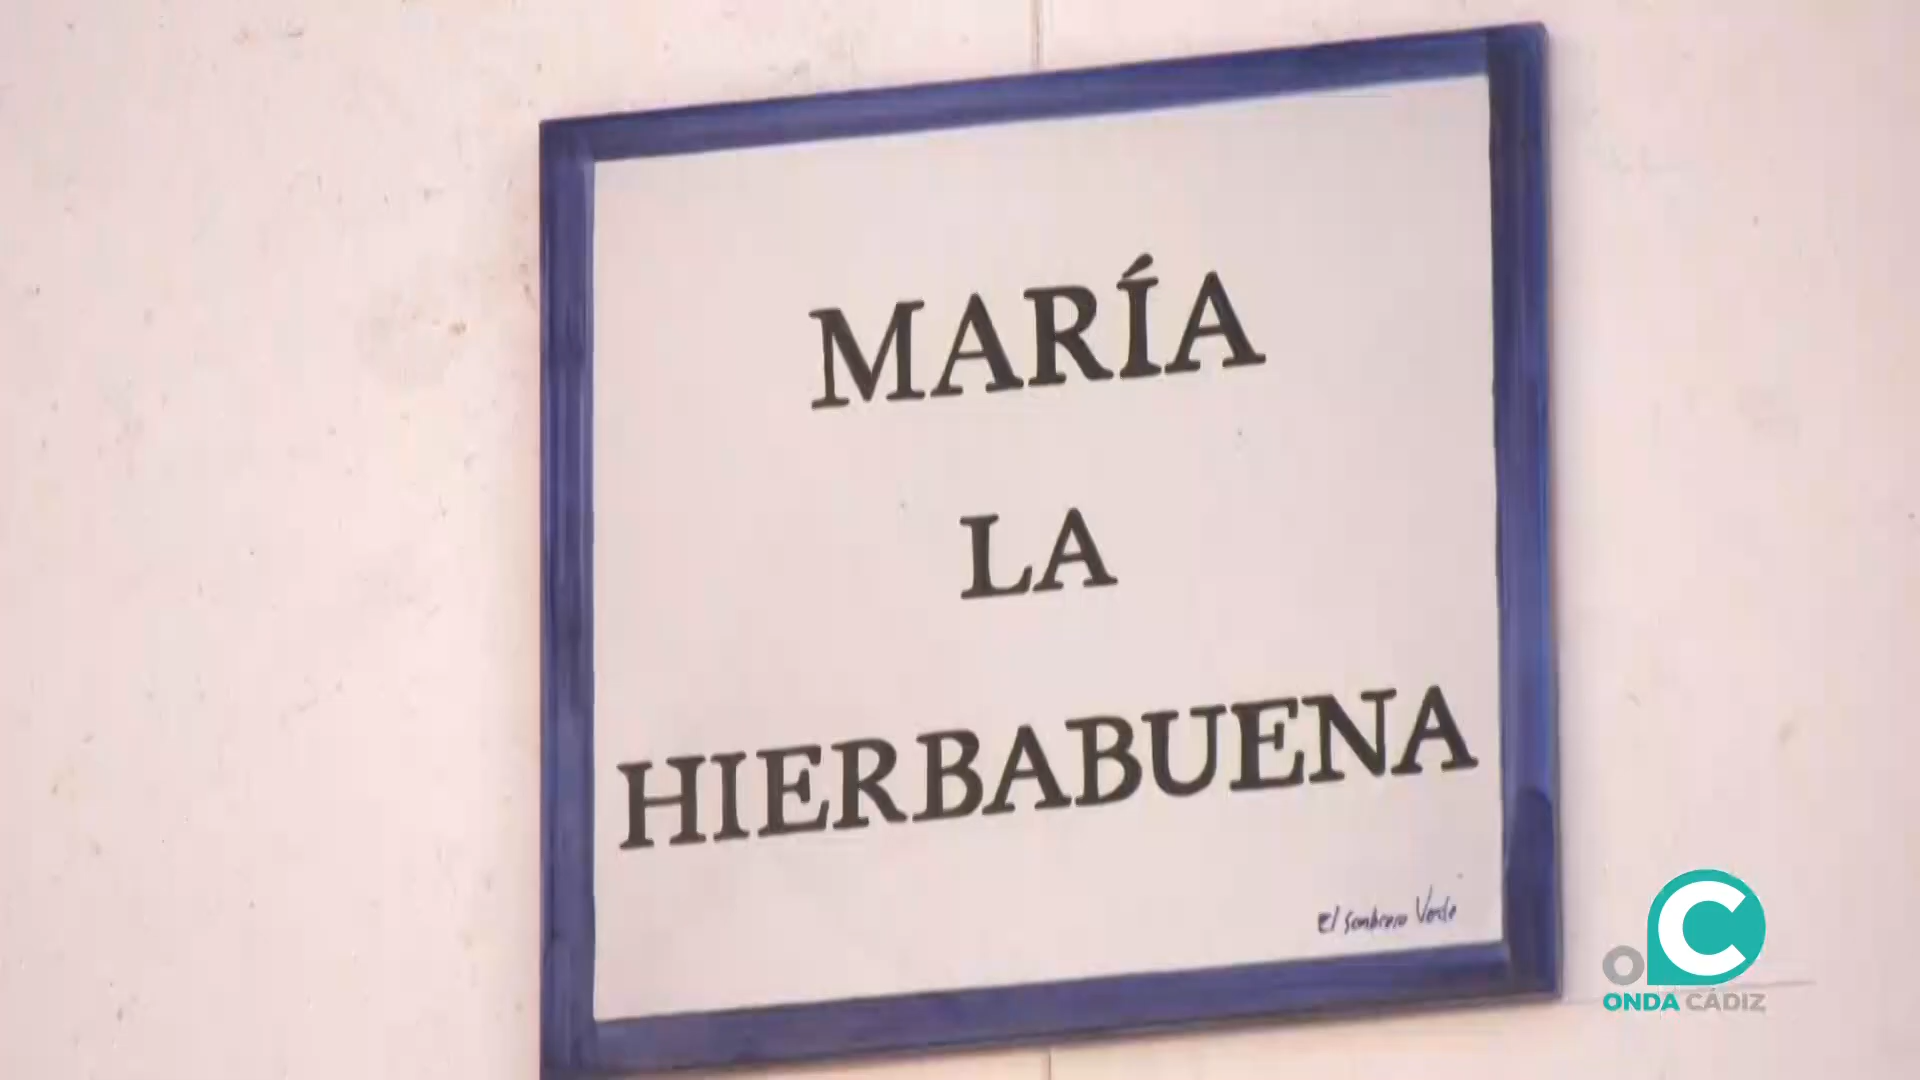 MARÍA
LA
HIERBABUENA
El Sombrero Verde
O
C
ONDA CÁDIZ